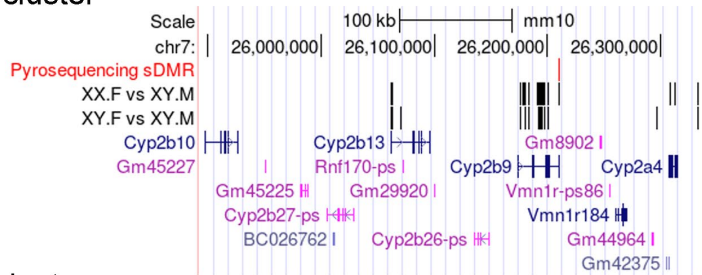 Scale 100 kb mm10
chr7: 26,000,000 26,100,000 26,200,000 26,300,000
Pyrosequencing sDMR
XX.F vs XY.M
XY.F vs XY.M
Cyp2b10 Cyp2b13 Gm8902
Gm45227 Rnf170-ps Cyp2b9 Cyp2a4
Gm45225 Gm29920 Vmn1r-ps86
Cyp2b27-ps Vmn1r184
BC026762 Cyp2b26-ps Gm44964
Gm42375